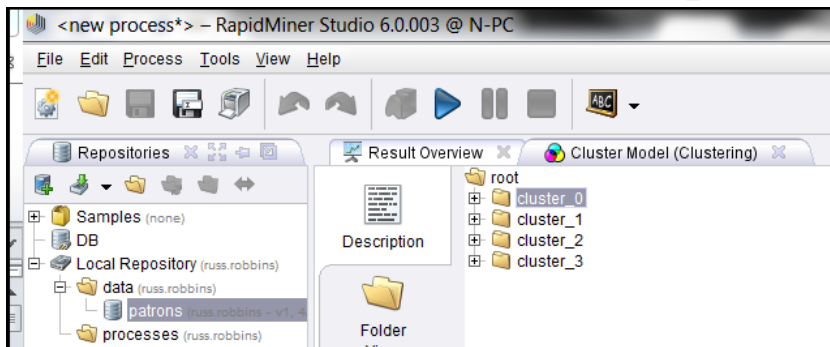 <new process*> – RapidMiner Studio 6.0.003 @ N-PC
File Edit Process Tools View Help
ABC
Repositories
Result Overview
Cluster Model (Clustering)
Samples (none)
DB
Local Repository (russ.robbins)
data (russ.robbins)
patrons (russ.robbins - v1, 4
processes (russ.robbins)
Description
Folder
root
cluster_0
cluster_1
cluster_2
cluster_3